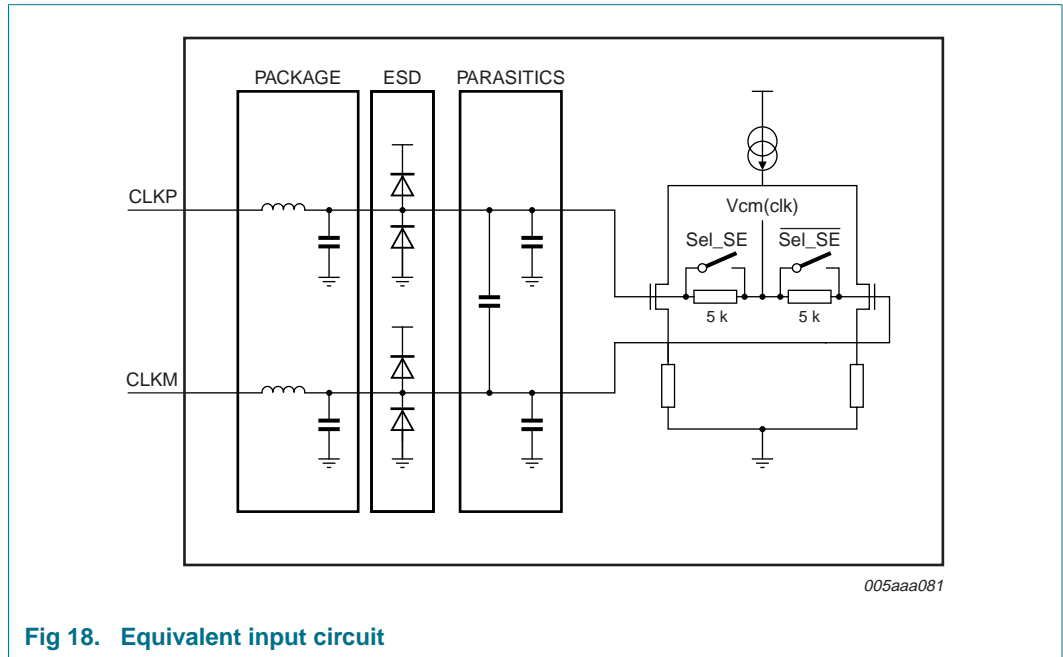 PACKAGE ESD PARASITICS
CLKP
Vcm(clk)
Sel_SE Sel_SE
5 k 5 k
CLKM
005aaa081
Fig 18. Equivalent input circuit